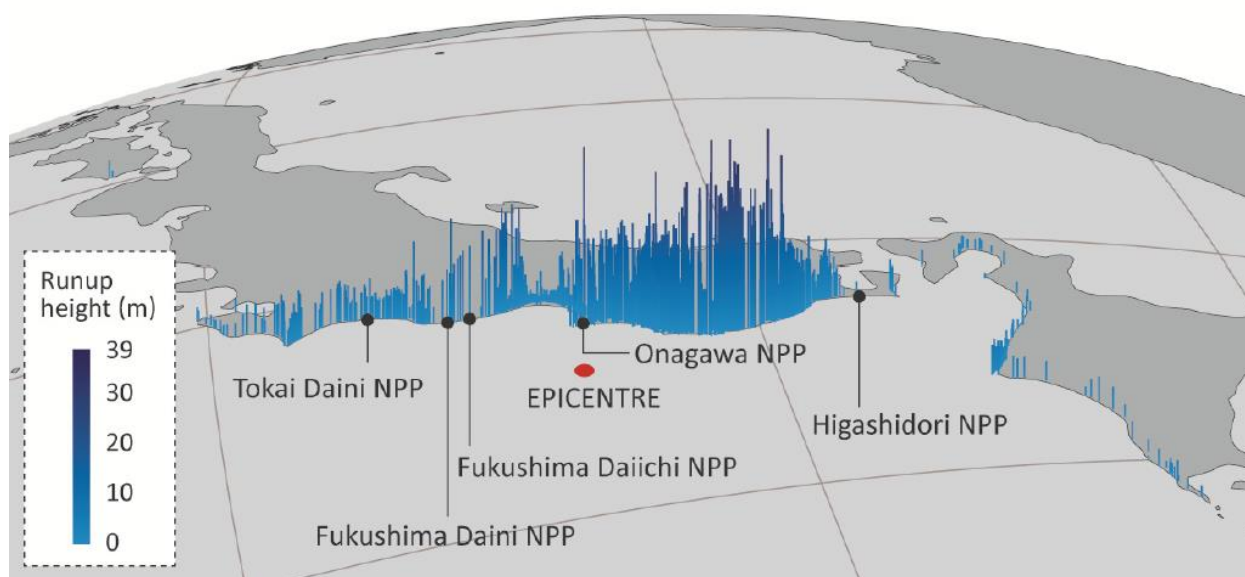 Runup
height (m)
39
30
20
10
0
Tokai Daini NPP
EPICENTRE
Onagawa NPP
Higashidori NPP
Fukushima Daiichi NPP
Fukushima Daini NPP